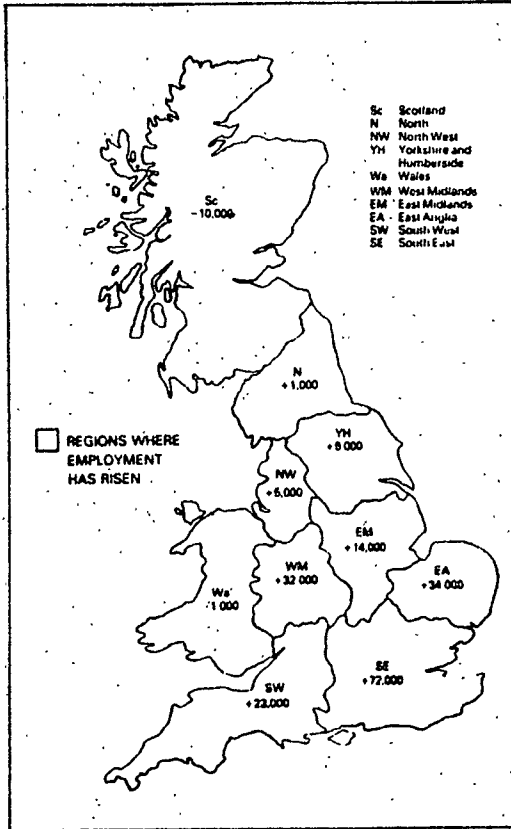 Sc Scotland
N North
NW North West
YH Yorkshire and
Humberside
Wa Wales
WM West Midlands
EM East Midlands
EA East Anglia
SW South West
SE South East
Sc
-10,000
N
+1,000
REGIONS WHERE
EMPLOYMENT
HAS RISEN
YH
NW
+5,000
EM
+14,000
WM
+32 000
EA
+34 000
Wa
1 000
SE
+72,000
SW
+23,000